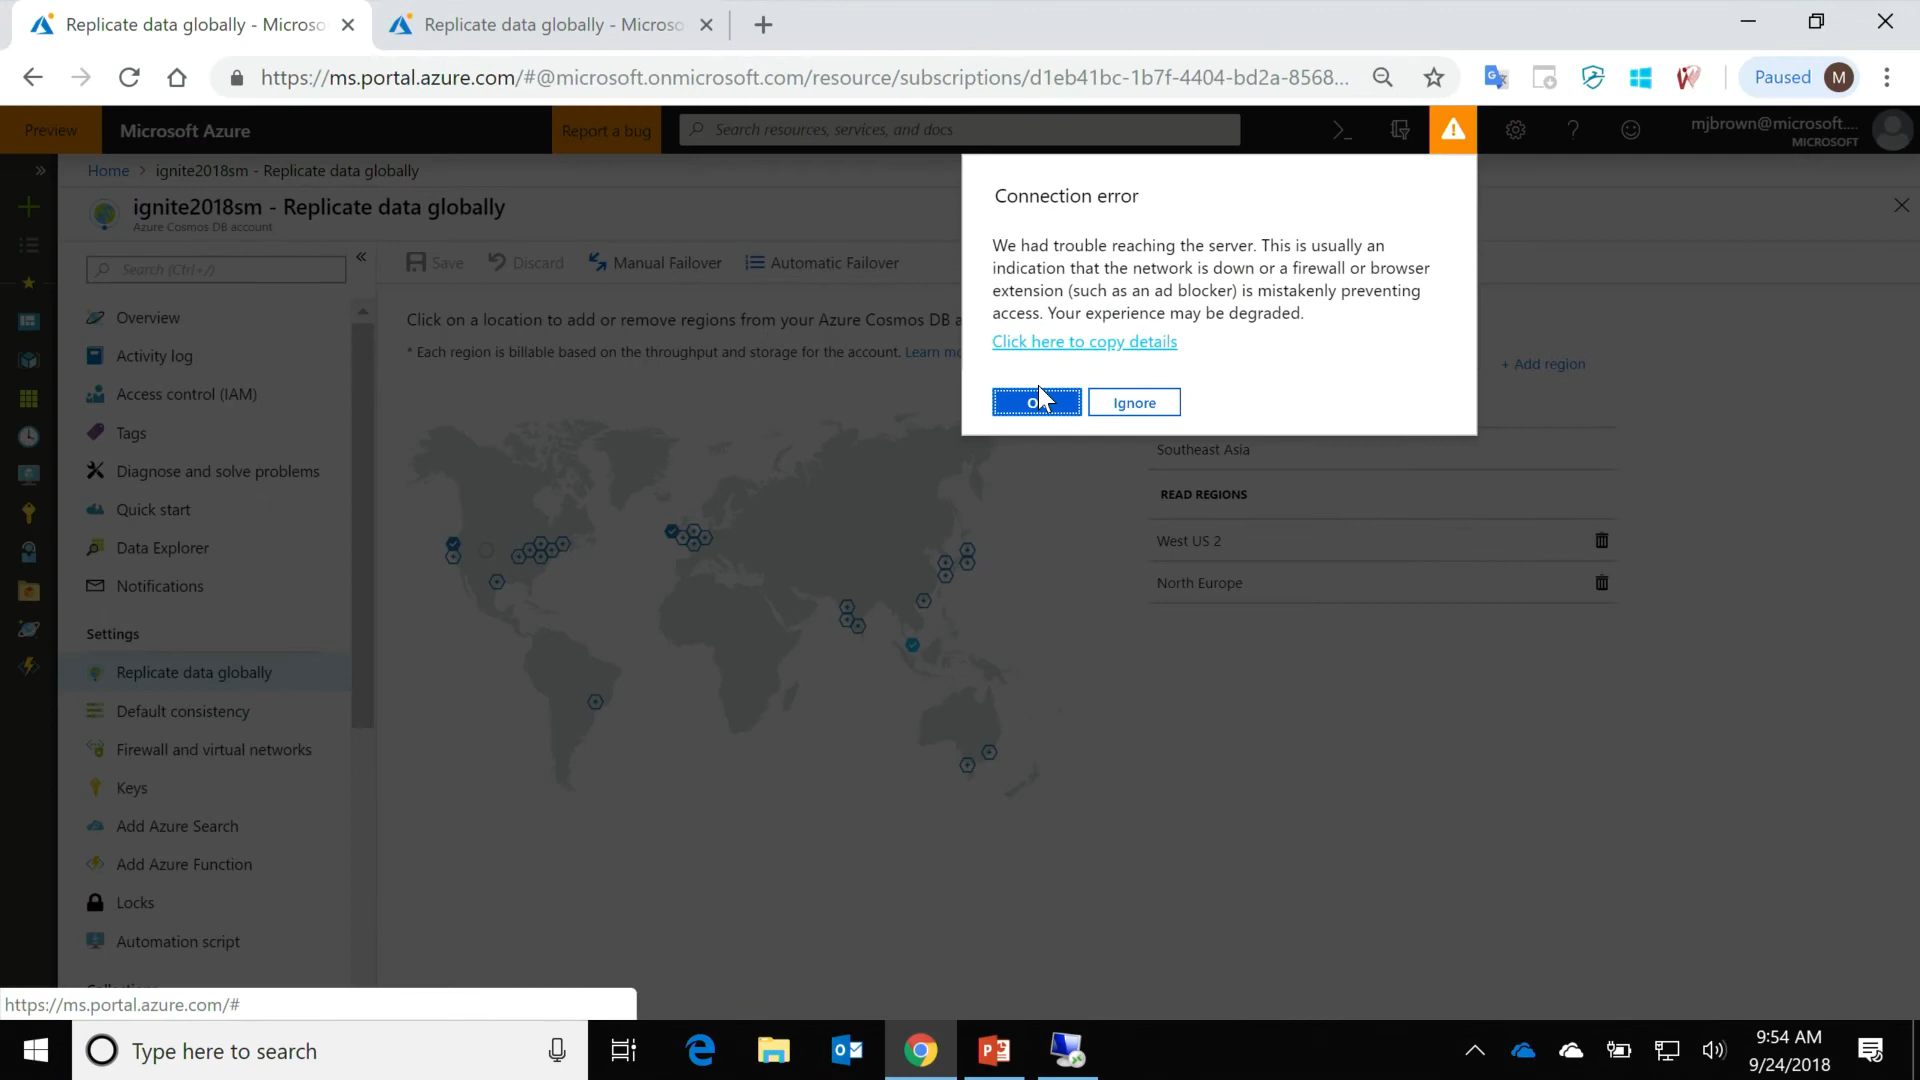 Replicate data globally - Microso
Replicate data globally - Microso
https://ms.portal.azure.com/#@microsoft.onmicrosoft.com/resource/subscriptions/d1eb41bc-1b7f-4404-bd2a-8568...
Paused
M
Preview
Microsoft Azure
Report a bug
Search resources, services, and docs
mjbrown@microsoft....
MICROSOFT
Home > ignite2018sm - Replicate data globally
ignite2018sm - Replicate data globally
Azure Cosmos DB account
Connection error
We had trouble reaching the server. This is usually an
indication that the network is down or a firewall or browser
extension (such as an ad blocker) is mistakenly preventing
access. Your experience may be degraded.
Click here to copy details
Ignore
Search (Ctrl+/)
Save
Discard
Manual Failover
Automatic Failover
Click on a location to add or remove regions from your Azure Cosmos DB a
* Each region is billable based on the throughput and storage for the account. Learn mo
+ Add region
Southeast Asia
READ REGIONS
West US 2
North Europe
Overview
Activity log
Access control (IAM)
Tags
Diagnose and solve problems
Quick start
Data Explorer
Notifications
Settings
Replicate data globally
Default consistency
Firewall and virtual networks
Keys
Add Azure Search
Add Azure Function
Locks
Automation script
https://ms.portal.azure.com/#
Type here to search
9:54 AM
9/24/2018